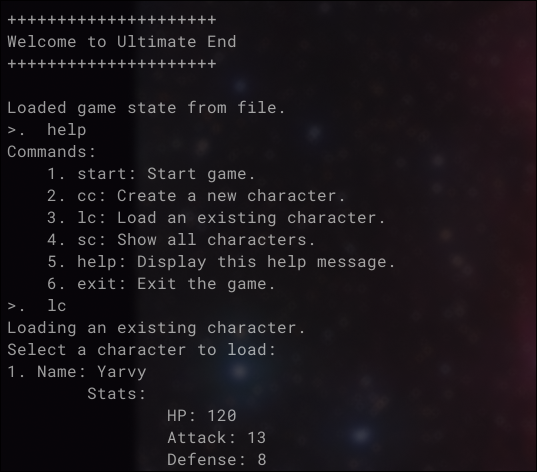 +++++++++++++++++++++
Welcome to Ultimate End
+++++++++++++++++++++
Loaded game state from file.
>.  help
Commands:
    1. start: Start game.
    2. cc: Create a new character.
    3. lc: Load an existing character.
    4. sc: Show all characters.
    5. help: Display this help message.
    6. exit: Exit the game.
>.  lc
Loading an existing character.
Select a character to load:
1. Name: Yarvy
        Stats:
                HP: 120
                Attack: 13
                Defense: 8